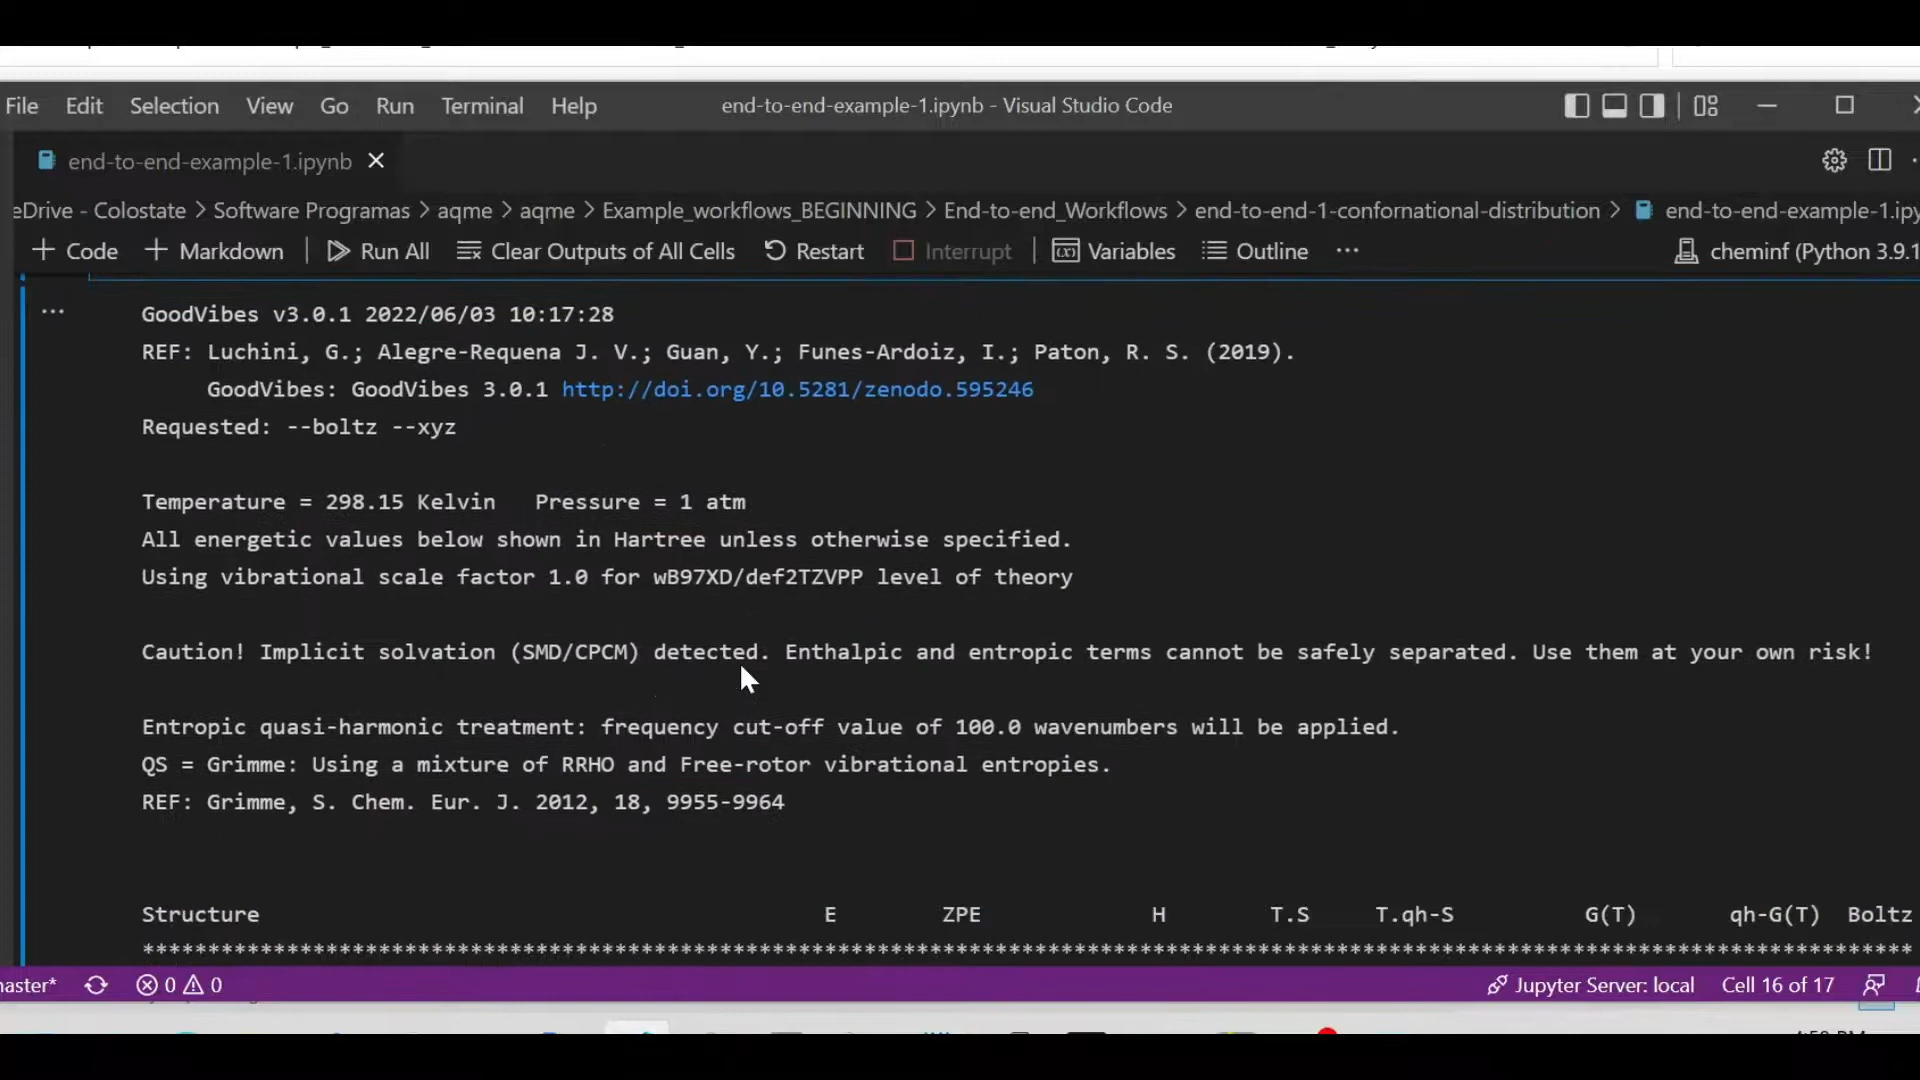 File Edit Selection View Go Run Terminal Help end-to-end-example-1.ipynb - Visual Studio Code
end-to-end-example-1.ipynb
eDrive - Colostate > Software Programas > aqme > aqme > Example_workflows_BEGINNING > End-to-end_Workflows > end-to-end-1-confornational-distribution > end-to-end-example-1.ipy
+ Code + Markdown Run All Clear Outputs of All Cells Restart Interrupt Variables Outline ... cheminf (Python 3.9.1
...
GoodVibes v3.0.1 2022/06/03 10:17:28
REF: Luchini, G.; Alegre-Requena J. V.; Guan, Y.; Funes-Ardoiz, I.; Paton, R. S. (2019).
GoodVibes: GoodVibes 3.0.1 http://doi.org/10.5281/zenodo.595246
Requested: --boltz --xyz
Temperature = 298.15 Kelvin Pressure = 1 atm
All energetic values below shown in Hartree unless otherwise specified.
Using vibrational scale factor 1.0 for wB97XD/def2TZVPP level of theory
Caution! Implicit solvation (SMD/CPCM) detected. Enthalpic and entropic terms cannot be safely separated. Use them at your own risk!
Entropic quasi-harmonic treatment: frequency cut-off value of 100.0 wavenumbers will be applied.
QS = Grimme: Using a mixture of RRHO and Free-rotor vibrational entropies.
REF: Grimme, S. Chem. Eur. J. 2012, 18, 9955-9964
Structure E ZPE H T.S T.qh-S G(T) qh-G(T) Boltz
***************************************************************************************************************************************
naster* 0 0 Jupyter Server: local Cell 16 of 17